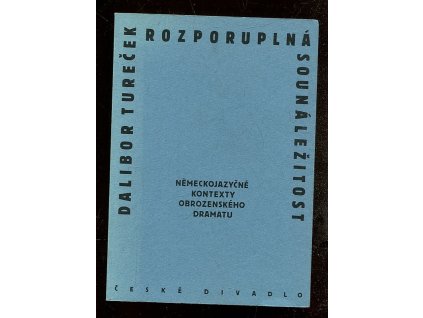 DALIBOR TUREČEK
ROZPORUPLNÁ
SOUNÁLEŽITOST
NĚMECKOJAZYČNÉ
KONTEXTY
OBROZENSKÉHO
DRAMATU
ČESKÉ DIVADLO